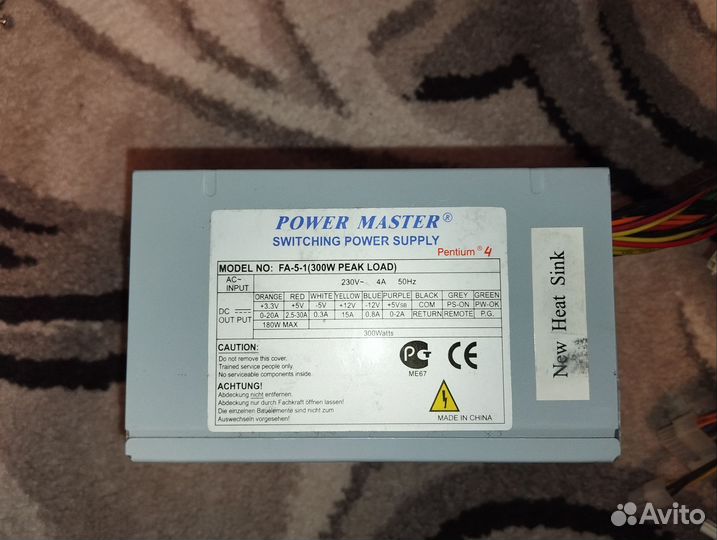 POWER MASTER®
SWITCHING POWER SUPPLY
Pentium® 4
MODEL NO: FA-5-1(300W PEAK LOAD)
AC~ INPUT 230V~ 4A 50Hz
DC OUTPUT
ORANGE RED WHITE YELLOW BLUE PURPLE BLACK GREY GREEN
+3.3V +5V -5V +12V -12V +5VSB COM PS-ON PW-OK
0-20A 2.5-30A 0.3A 15A 0.8A 0-2A RETURN REMOTE P.G.
180W MAX
300Watts
CAUTION:
Do not remove this cover.
Trained service people only.
No serviceable components inside.
ACHTUNG!
Abdeckung nicht entfernen.
Abdeckung nur durch Fachkraft öffnen lassen!
Die einzelnen Bauelemente sind nicht zum
Auswechseln vorgesehen!
РС
ME67
CE
MADE IN CHINA
New Heat Sink
Avito